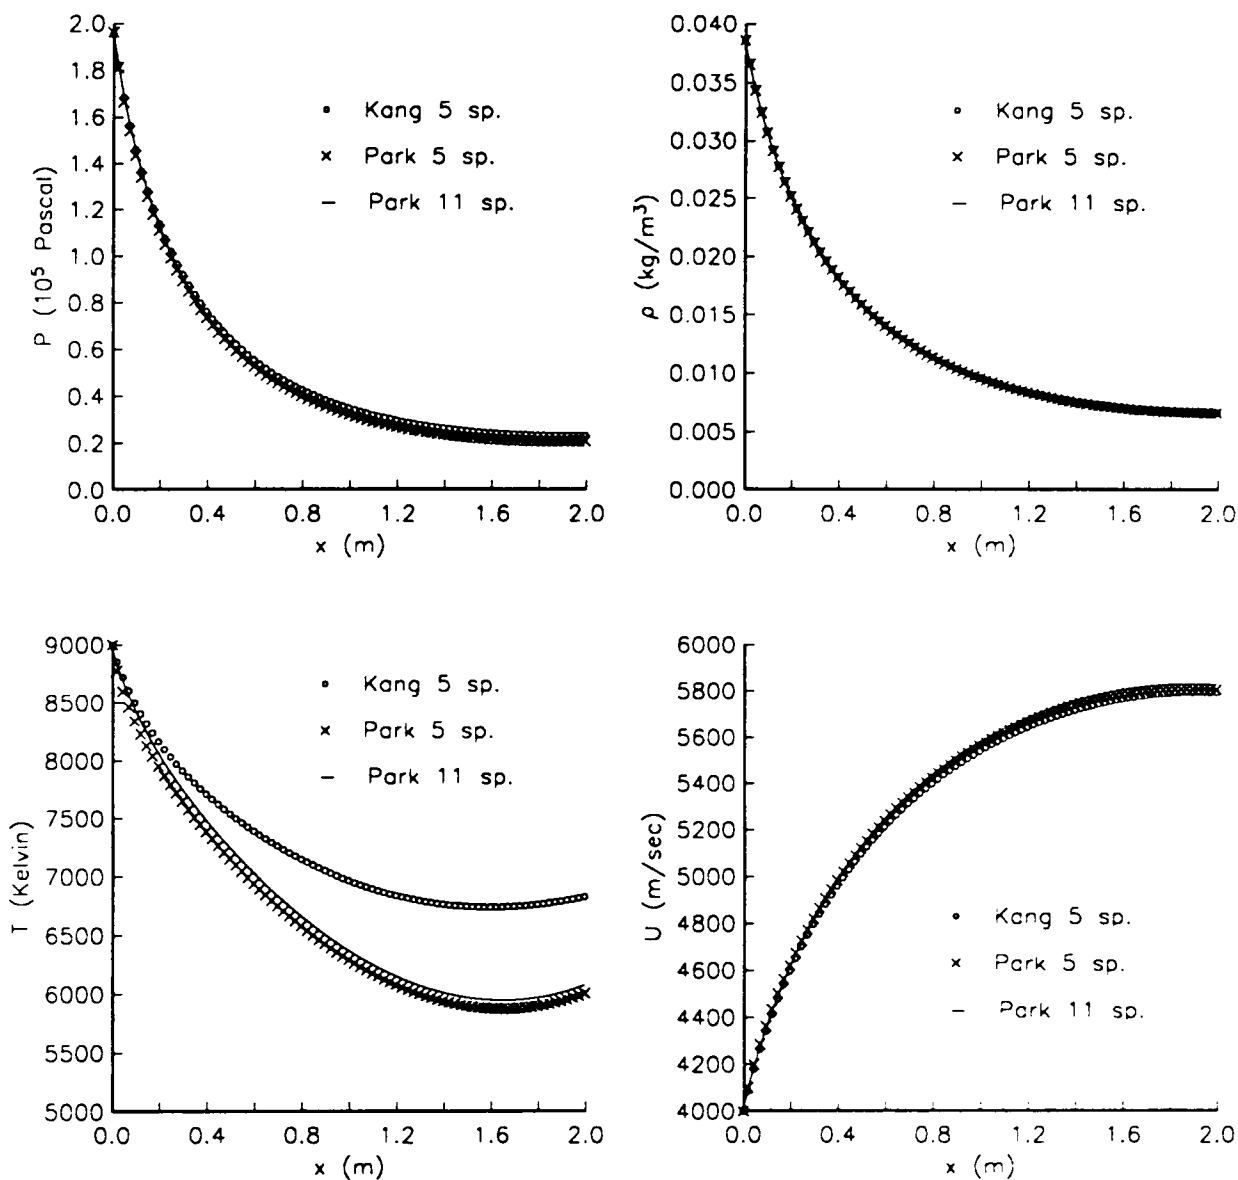 2.0
1.8
1.6
1.4
1.2
1.0
0.8
0.6
0.4
0.2
0.0
P (10⁵ Pascal)
Kang 5 sp.
Park 5 sp.
Park 11 sp.
0.0 0.4 0.8 1.2 1.6 2.0
x (m)
0.040
0.035
0.030
0.025
0.020
0.015
0.010
0.005
0.000
ρ (kg/m³)
Kang 5 sp.
Park 5 sp.
Park 11 sp.
0.0 0.4 0.8 1.2 1.6 2.0
x (m)
9000
8500
8000
7500
7000
6500
6000
5500
5000
T (Kelvin)
Kang 5 sp.
Park 5 sp.
Park 11 sp.
0.0 0.4 0.8 1.2 1.6 2.0
x (m)
6000
5800
5600
5400
5200
5000
4800
4600
4400
4200
4000
U (m/sec)
Kang 5 sp.
Park 5 sp.
Park 11 sp.
0.0 0.4 0.8 1.2 1.6 2.0
x (m)